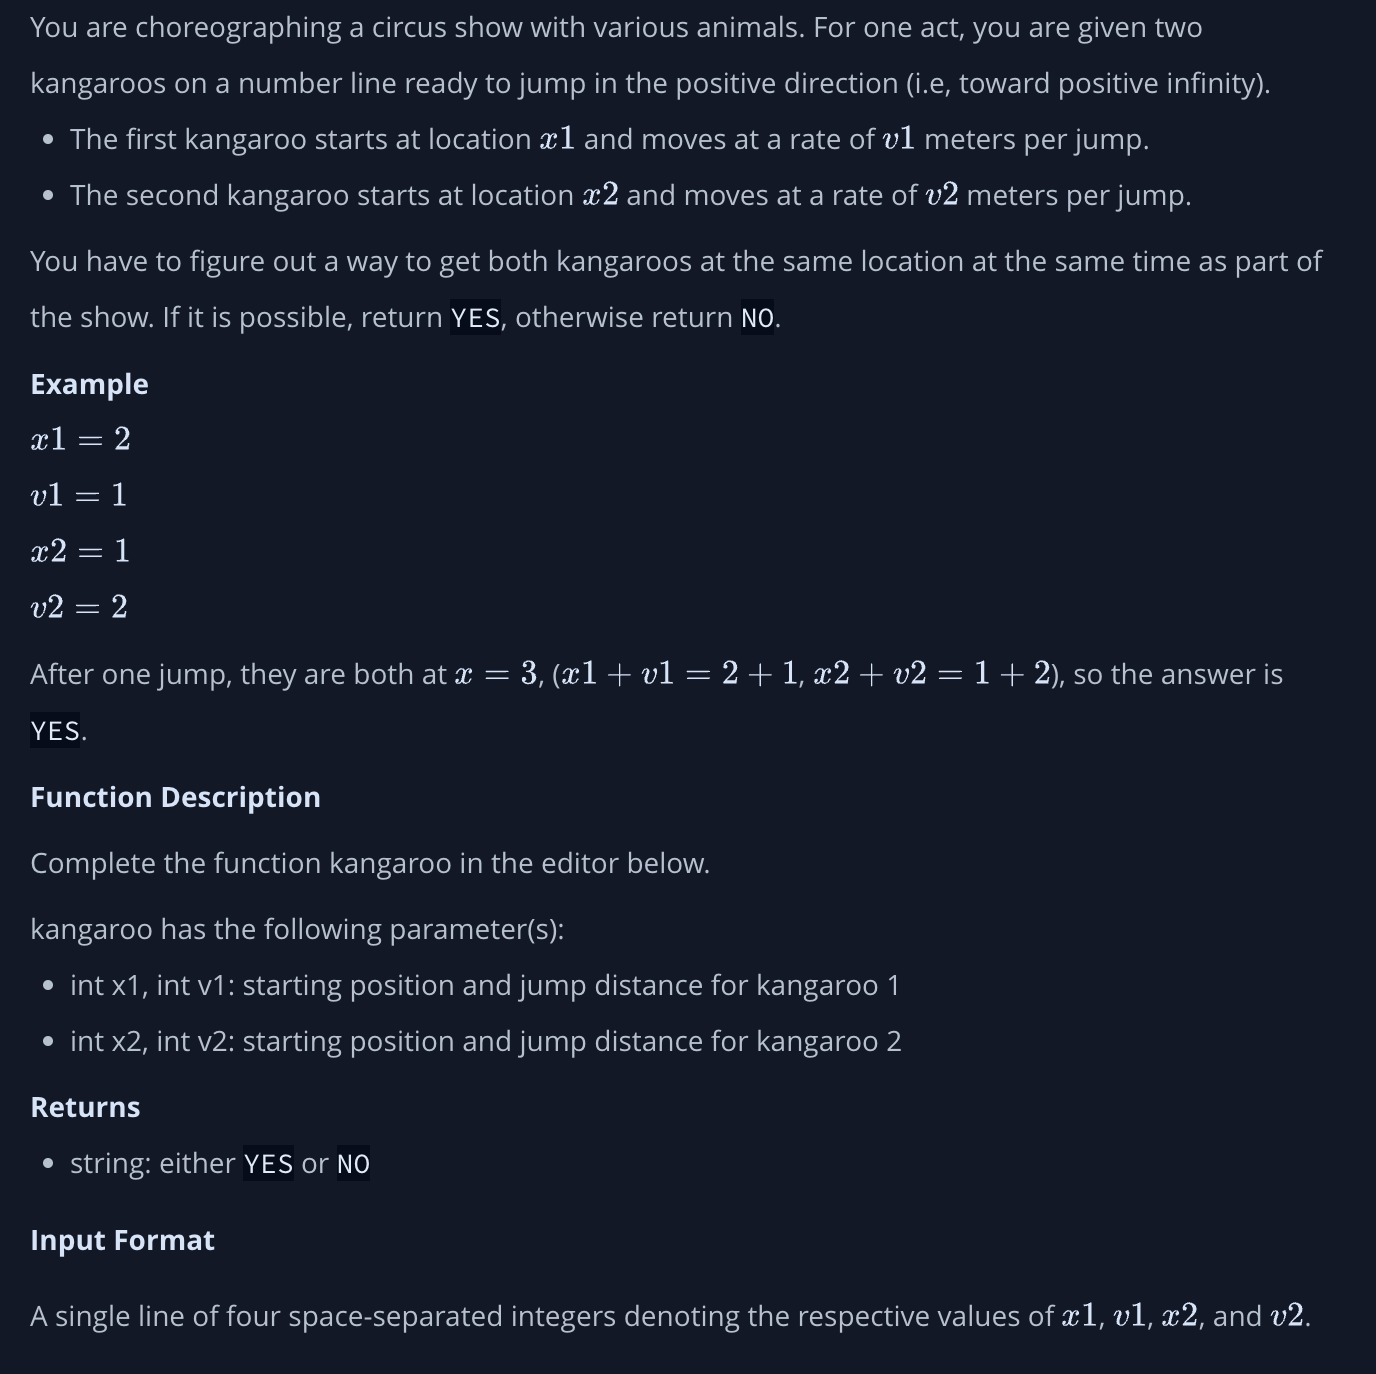 You are choreographing a circus show with various animals. For one act, you are given two
kangaroos on a number line ready to jump in the positive direction (i.e, toward positive infinity).
• The first kangaroo starts at location x1 and moves at a rate of v1 meters per jump.
• The second kangaroo starts at location x2 and moves at a rate of v2 meters per jump.
You have to figure out a way to get both kangaroos at the same location at the same time as part of
the show. If it is possible, return YES, otherwise return NO.
Example
x1 = 2
v1 = 1
x2 = 1
v2 = 2
After one jump, they are both at x = 3, (x1 + v1 = 2 + 1, x2 + v2 = 1 + 2), so the answer is
YES.
Function Description
Complete the function kangaroo in the editor below.
kangaroo has the following parameter(s):
• int x1, int v1: starting position and jump distance for kangaroo 1
• int x2, int v2: starting position and jump distance for kangaroo 2
Returns
• string: either YES or NO
Input Format
A single line of four space-separated integers denoting the respective values of x1, v1, x2, and v2.